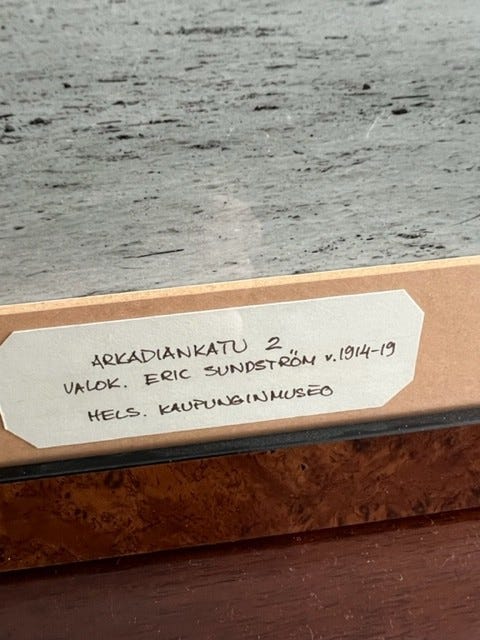 ARKADIANKATU 2
VALOK. ERIC SUNDSTRÖM v.1914-19
HELS. KAUPUNGINMUSEO